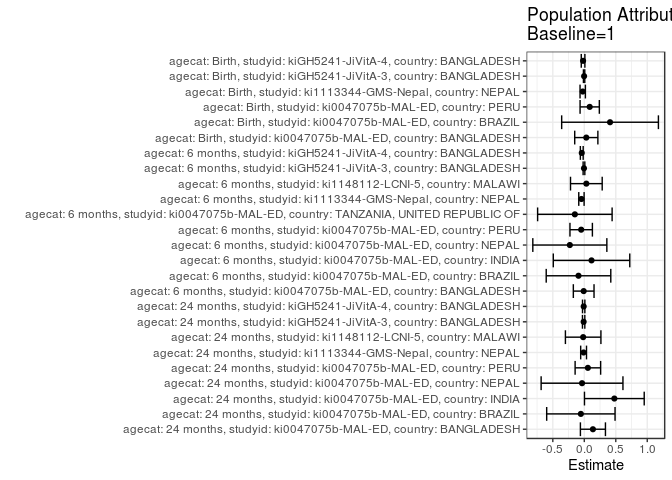 Population Attribut
Baseline=1
agecat: Birth, studyid: kiGH5241-JiVitA-4, country: BANGLADESH
agecat: Birth, studyid: kiGH5241-JiVitA-3, country: BANGLADESH
agecat: Birth, studyid: ki1113344-GMS-Nepal, country: NEPAL
agecat: Birth, studyid: ki0047075b-MAL-ED, country: PERU
agecat: Birth, studyid: ki0047075b-MAL-ED, country: BRAZIL
agecat: Birth, studyid: ki0047075b-MAL-ED, country: BANGLADESH
agecat: 6 months, studyid: kiGH5241-JiVitA-4, country: BANGLADESH
agecat: 6 months, studyid: kiGH5241-JiVitA-3, country: BANGLADESH
agecat: 6 months, studyid: ki1148112-LCNI-5, country: MALAWI
agecat: 6 months, studyid: ki1113344-GMS-Nepal, country: NEPAL
agecat: 6 months, studyid: ki0047075b-MAL-ED, country: TANZANIA, UNITED REPUBLIC OF
agecat: 6 months, studyid: ki0047075b-MAL-ED, country: PERU
agecat: 6 months, studyid: ki0047075b-MAL-ED, country: NEPAL
agecat: 6 months, studyid: ki0047075b-MAL-ED, country: INDIA
agecat: 6 months, studyid: ki0047075b-MAL-ED, country: BRAZIL
agecat: 6 months, studyid: ki0047075b-MAL-ED, country: BANGLADESH
agecat: 24 months, studyid: kiGH5241-JiVitA-4, country: BANGLADESH
agecat: 24 months, studyid: kiGH5241-JiVitA-3, country: BANGLADESH
agecat: 24 months, studyid: ki1148112-LCNI-5, country: MALAWI
agecat: 24 months, studyid: ki1113344-GMS-Nepal, country: NEPAL
agecat: 24 months, studyid: ki0047075b-MAL-ED, country: PERU
agecat: 24 months, studyid: ki0047075b-MAL-ED, country: NEPAL
agecat: 24 months, studyid: ki0047075b-MAL-ED, country: INDIA
agecat: 24 months, studyid: ki0047075b-MAL-ED, country: BRAZIL
agecat: 24 months, studyid: ki0047075b-MAL-ED, country: BANGLADESH
-0.5 0.0 0.5 1.0
Estimate